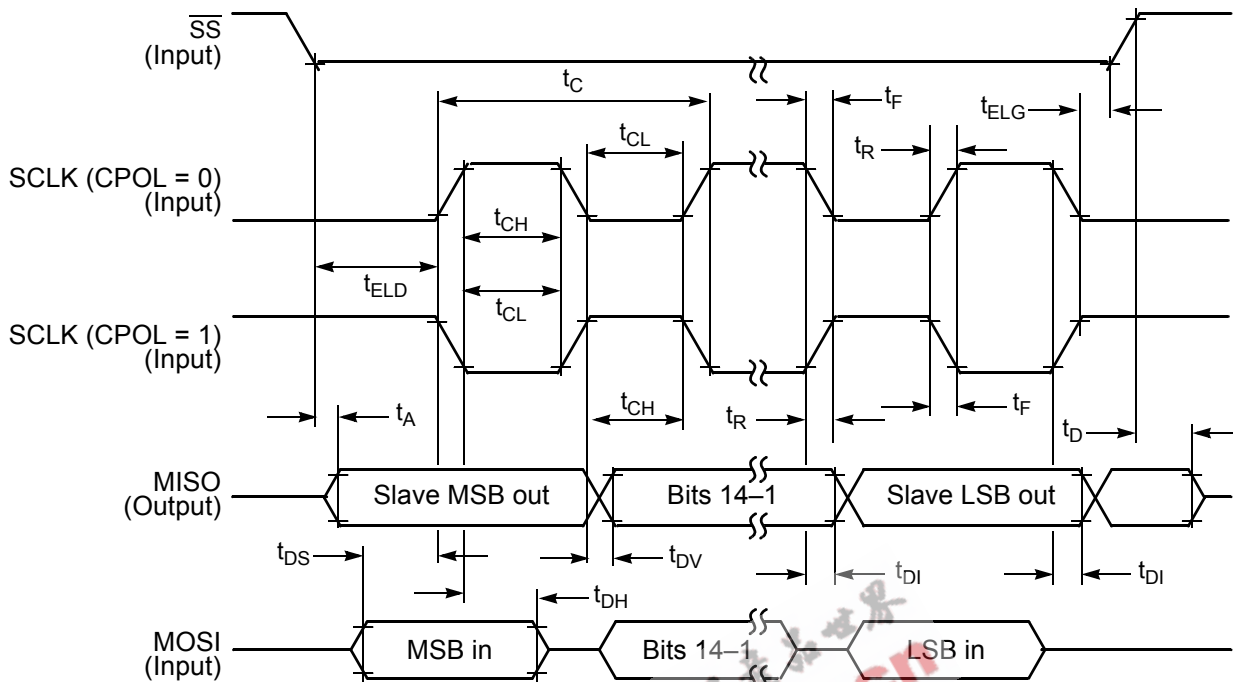 SS
(Input)
tC
tF
tELG
tCL
tR
SCLK (CPOL = 0)
(Input)
tCH
tELD
tCL
SCLK (CPOL = 1)
(Input)
tA
tCH
tR
tF
tD
MISO
(Output)
Slave MSB out
Bits 14–1
Slave LSB out
tDS
tDV
tDI
tDI
tDH
MOSI
(Input)
MSB in
Bits 14–1
LSB in